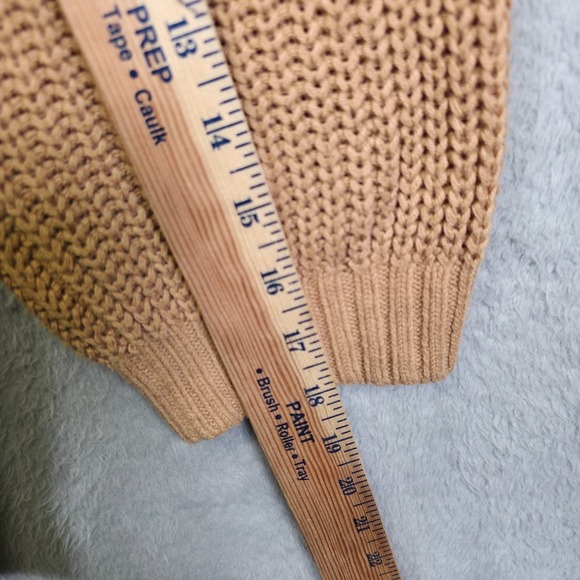 PREP
Tape • Caulk
13
14
15
16
17
18
19
20
21
22
PAINT
• Brush • Roller • Tray